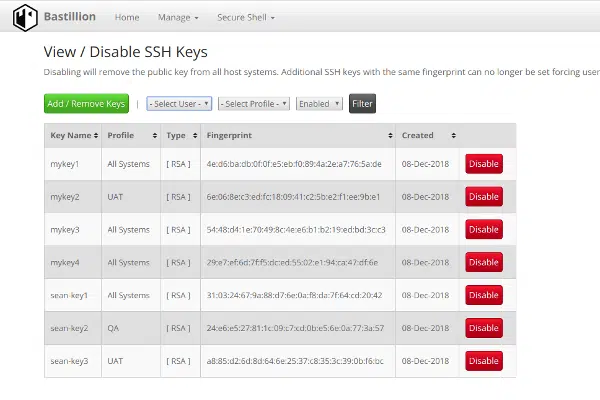 Bastillion Home Manage Secure Shell
View / Disable SSH Keys
Disabling will remove the public key from all host systems. Additional SSH keys with the same fingerprint can no longer be set forcing user
Add / Remove Keys | - Select User - - Select Profile - Enabled Filter
Key Name Profile Type Fingerprint Created
mykey1 All Systems [ RSA ] 4e:d6:ba:db:0f:0f:e5:eb:f0:89:4a:2e:a7:76:5a:de 08-Dec-2018 Disable
mykey2 UAT [ RSA ] 6e:06:8e:c3:ed:fc:18:09:41:c2:5b:e2:f1:ee:9b:e1 08-Dec-2018 Disable
mykey3 All Systems [ RSA ] 54:48:d4:1e:70:49:8c:4e:e6:b1:b2:19:ed:bd:3c:c3 08-Dec-2018 Disable
mykey4 All Systems [ RSA ] 29:e7:ef:6d:7f:f5:dc:ed:55:02:e1:94:ca:47:df:6e 08-Dec-2018 Disable
sean-key1 All Systems [ RSA ] 31:03:24:67:9a:88:d7:6e:0a:f8:da:7f:64:cd:20:42 08-Dec-2018 Disable
sean-key2 QA [ RSA ] 24:e6:e5:27:81:1c:09:c7:cd:0b:e5:6e:0a:77:3a:57 08-Dec-2018 Disable
sean-key3 UAT [ RSA ] a8:85:d2:6d:8d:64:6e:25:37:c8:35:3c:39:0b:f6:bc 08-Dec-2018 Disable